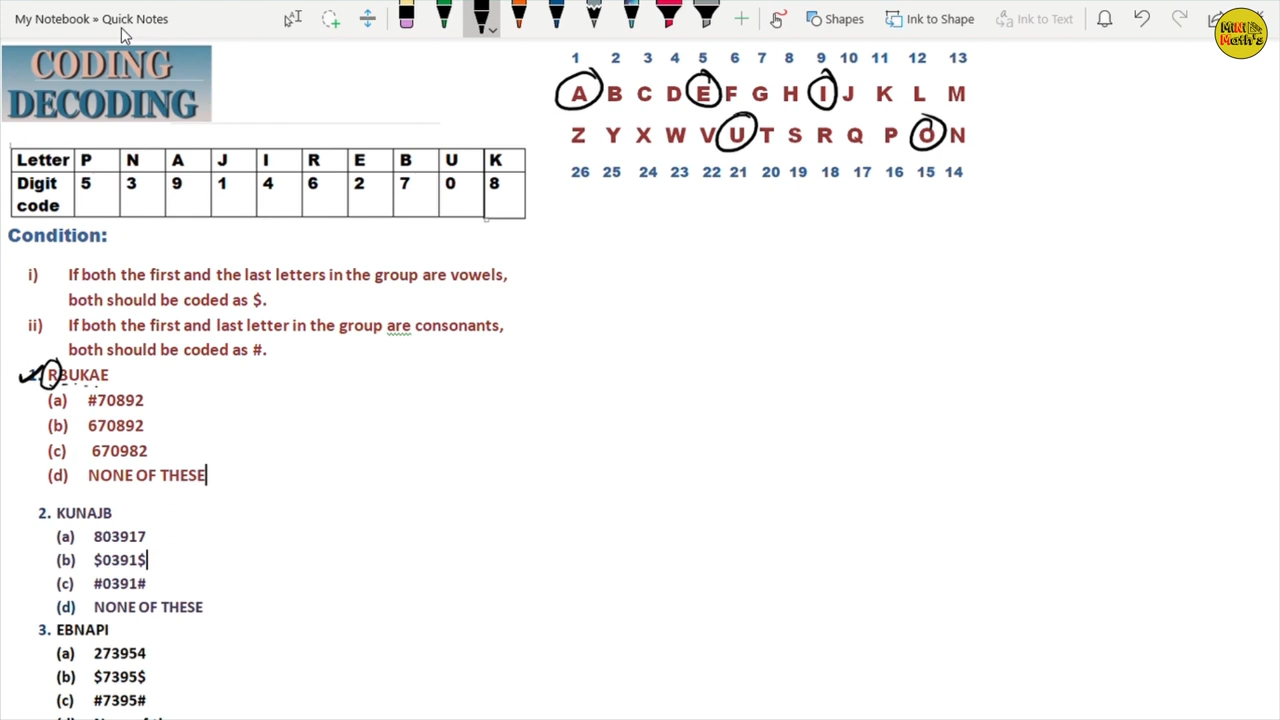 My Notebook » Quick Notes
Shapes
Ink to Shape
Ink to Text
MiNi
Math's
CODING
DECODING
1 2 3 4 5 6 7 8 9 10 11 12 13
A B C D E F G H I J K L M
Z Y X W V U T S R Q P O N
26 25 24 23 22 21 20 19 18 17 16 15 14
Letter P N A J I R E B U K
Digit code 5 3 9 1 4 6 2 7 0 8
Condition:
i) If both the first and the last letters in the group are vowels,
both should be coded as $.
ii) If both the first and last letter in the group are consonants,
both should be coded as #.
1. RBUKAE
(a) #70892
(b) 670892
(c) 670982
(d) NONE OF THESE
2. KUNAJB
(a) 803917
(b) $0391$
(c) #0391#
(d) NONE OF THESE
3. EBNAPI
(a) 273954
(b) $7395$
(c) #7395#